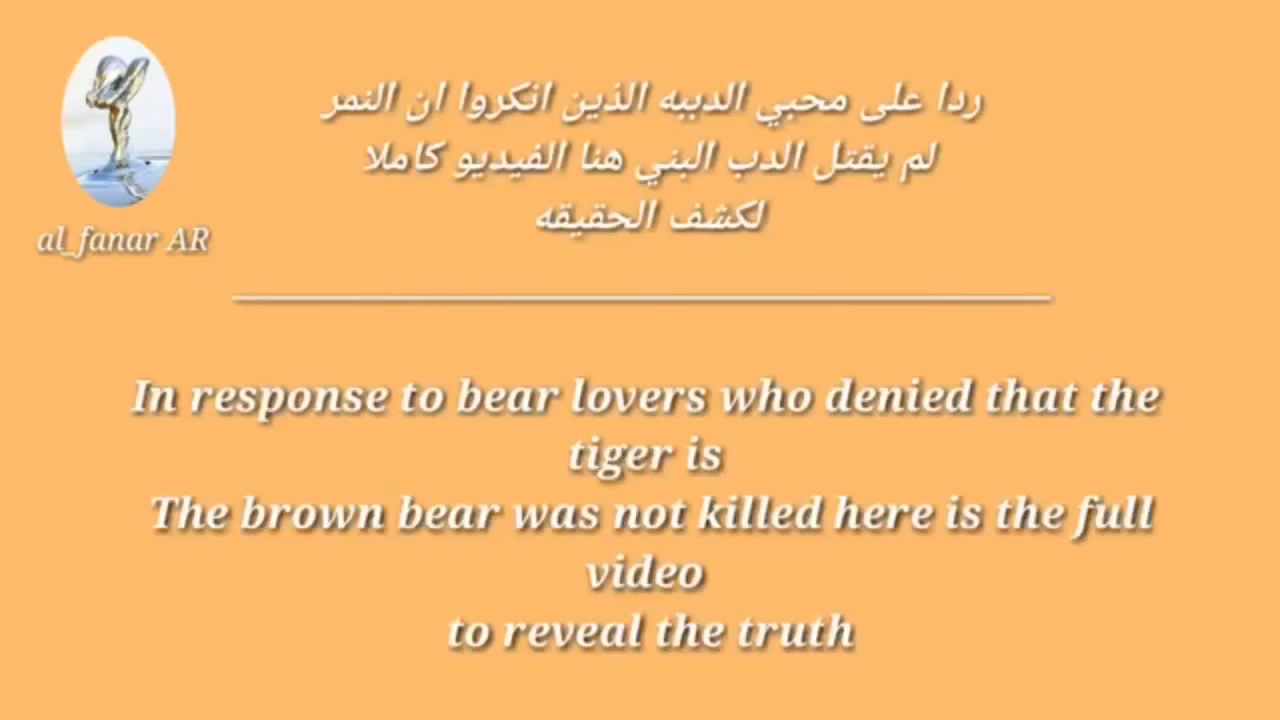 ردا على محبي الدببه الذين انكروا ان النمر
لم يقتل الدب البني هنا الفيديو كاملا
لكشف الحقيقه
al_fanar AR
In response to bear lovers who denied that the
tiger is
The brown bear was not killed here is the full
video
to reveal the truth